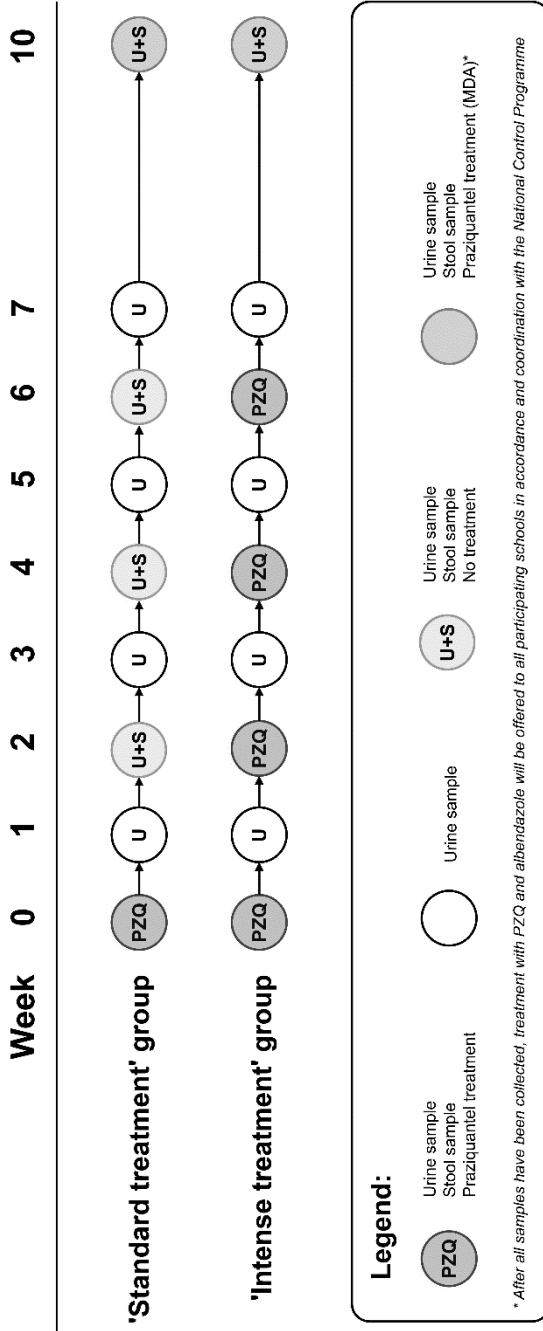 Week 0 1 2 3 4 5 6 7 10
'Standard treatment' group PZQ U U+S U U+S U U+S U U+S
'Intense treatment' group PZQ U PZQ U PZQ U PZQ U U+S
Legend:
PZQ
Urine sample
Stool sample
Praziquantel treatment
Urine sample
U+S
Urine sample
Stool sample
No treatment
Urine sample
Stool sample
Praziquantel treatment (MDA)*
* After all samples have been collected, treatment with PZQ and albendazole will be offered to all participating schools in accordance and coordination with the National Control Programme